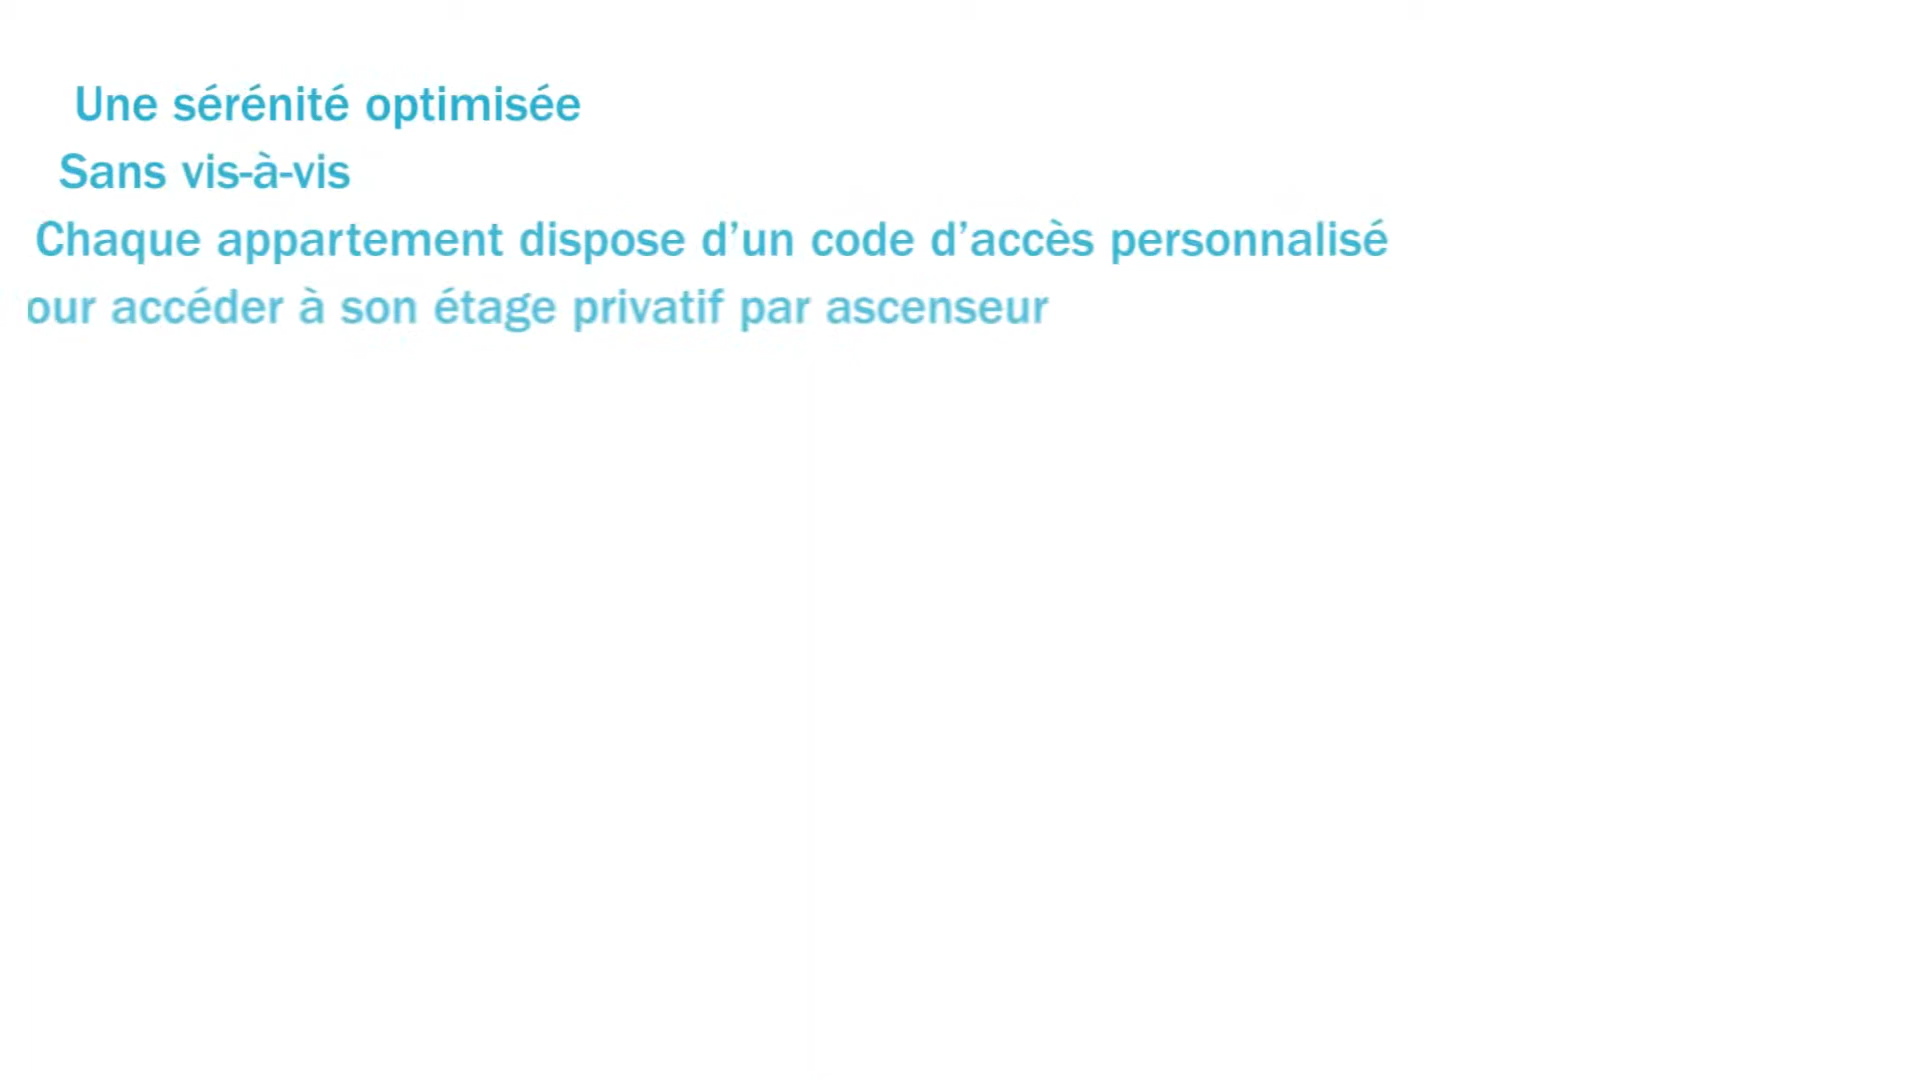 Une sérénité optimisée
Sans vis-à-vis
Chaque appartement dispose d’un code d’accès personnalisé
our accéder à son étage privatif par ascenseur